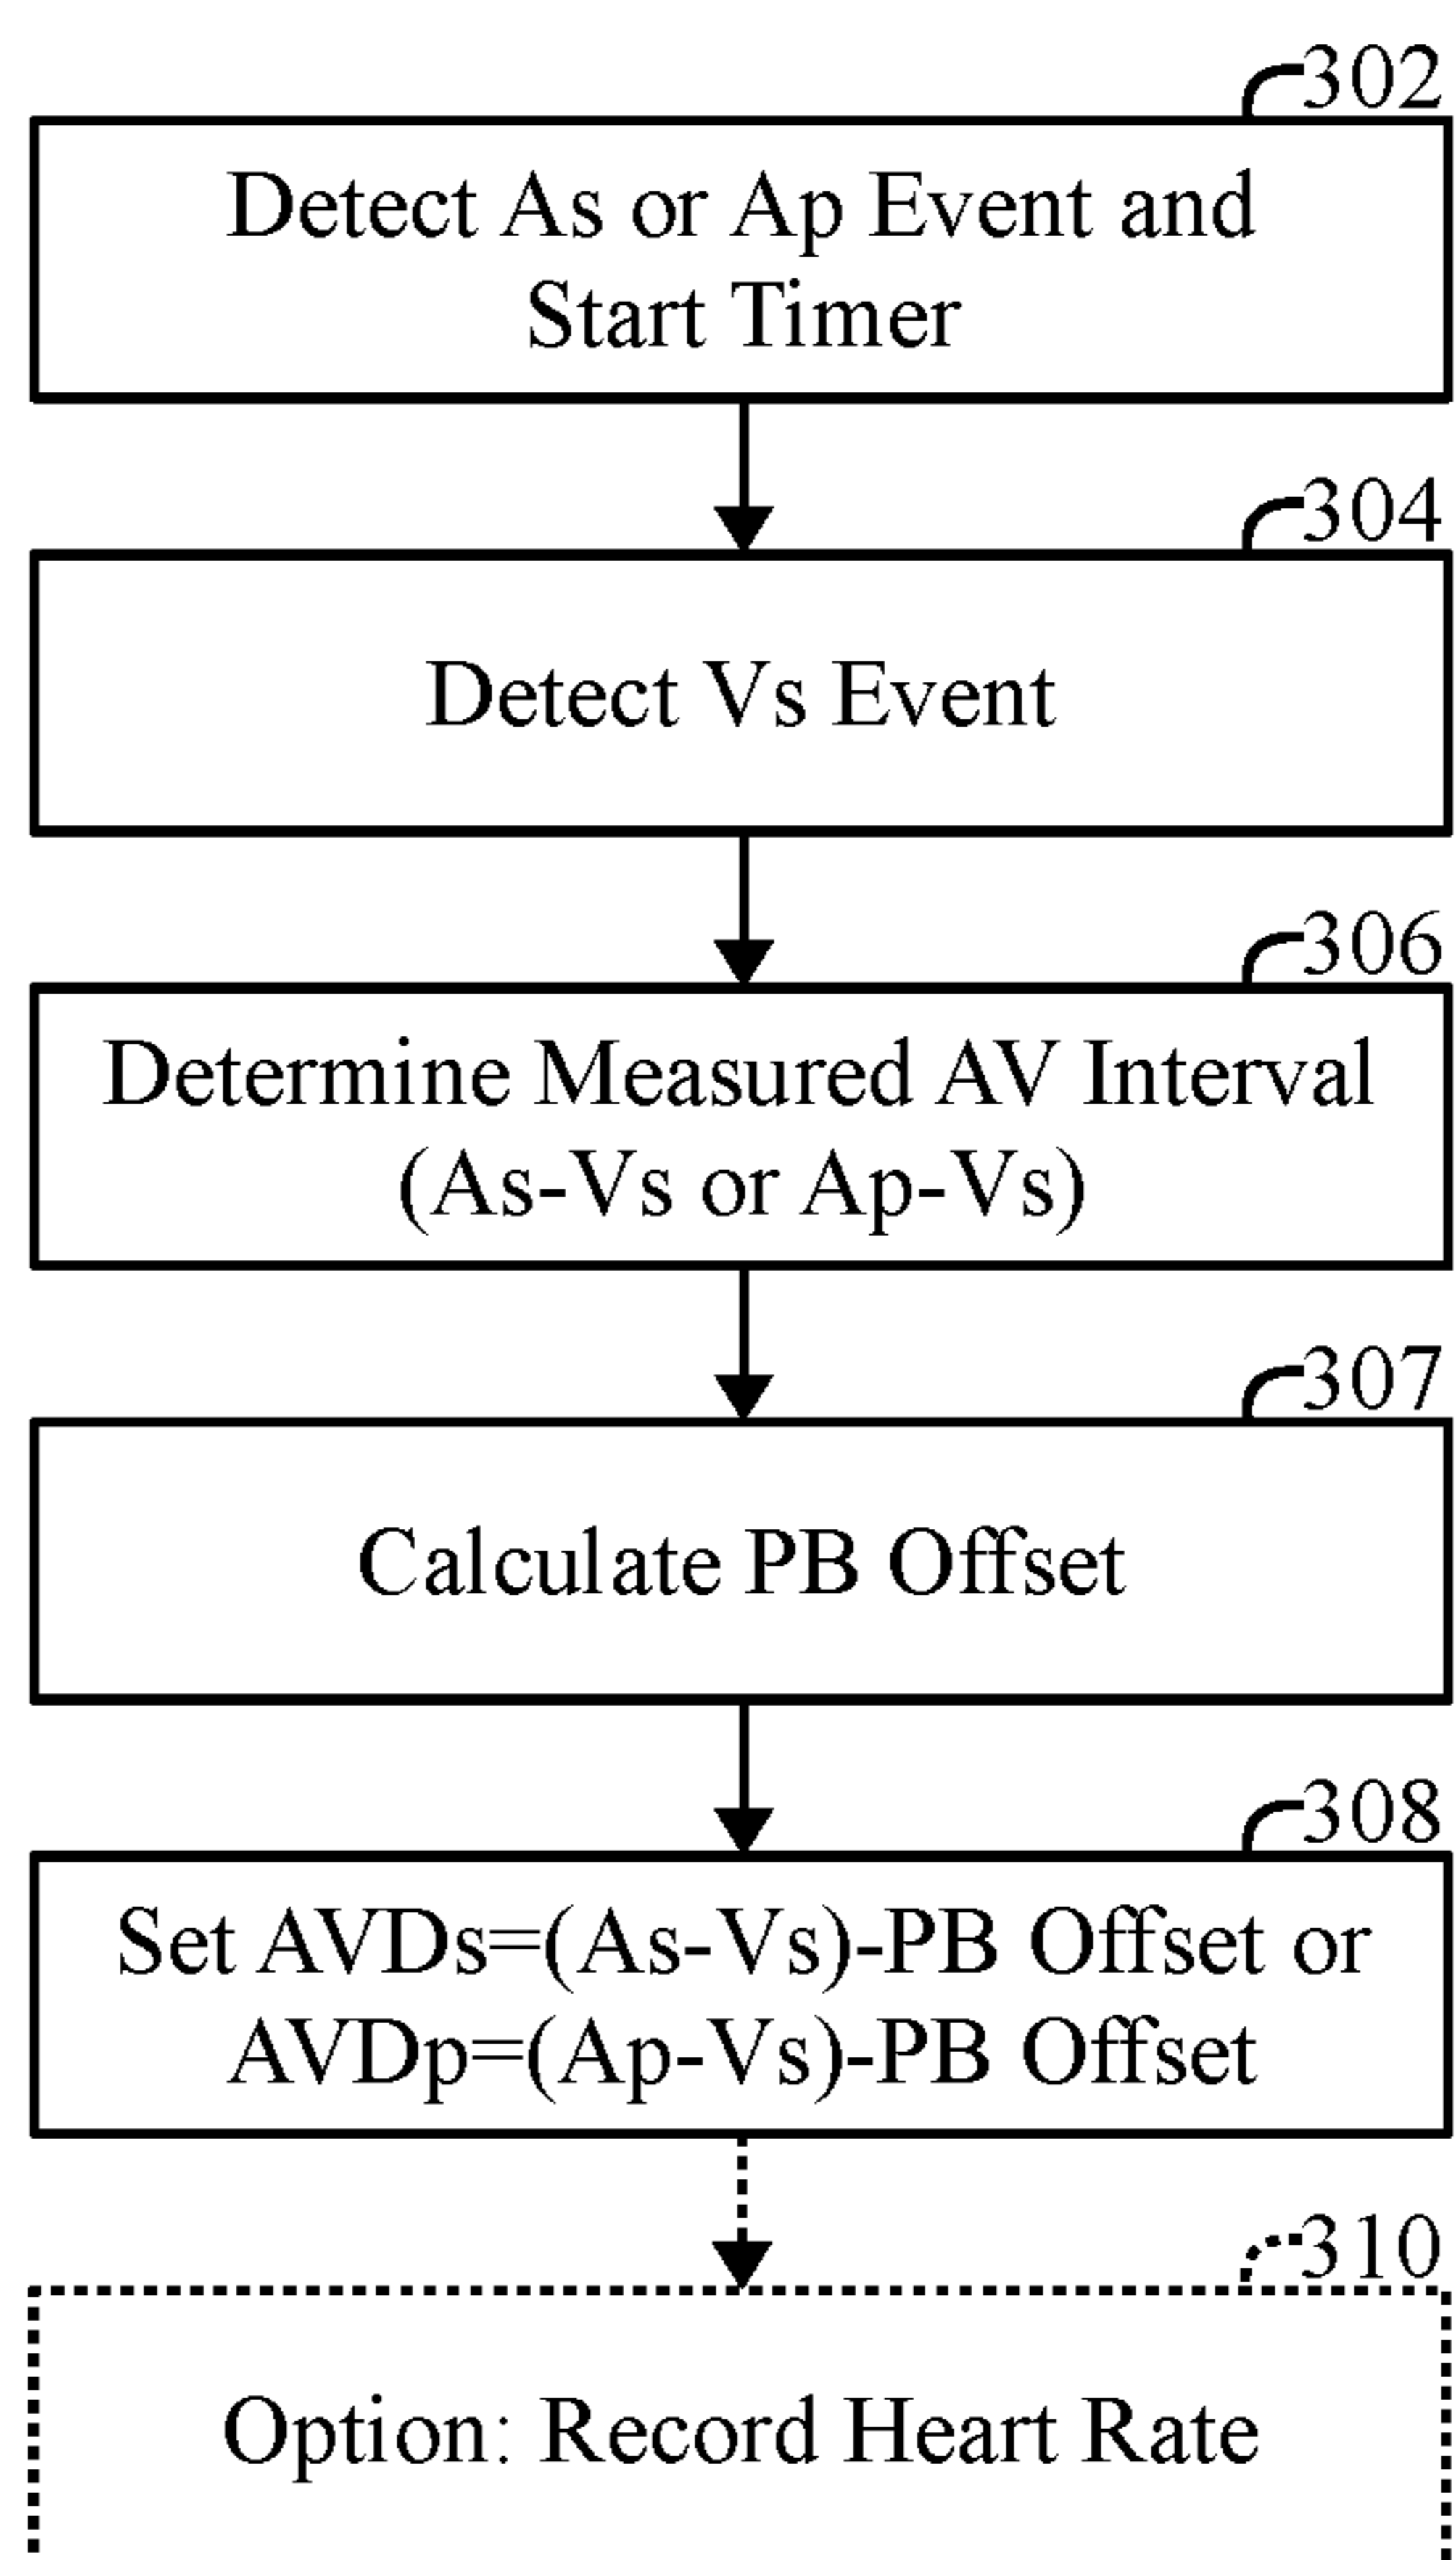 302
Detect As or Ap Event and
Start Timer
304
Detect Vs Event
306
Determine Measured AV Interval
(As-Vs or Ap-Vs)
307
Calculate PB Offset
308
Set AVDs=(As-Vs)-PB Offset or
AVDp=(Ap-Vs)-PB Offset
310
Option: Record Heart Rate